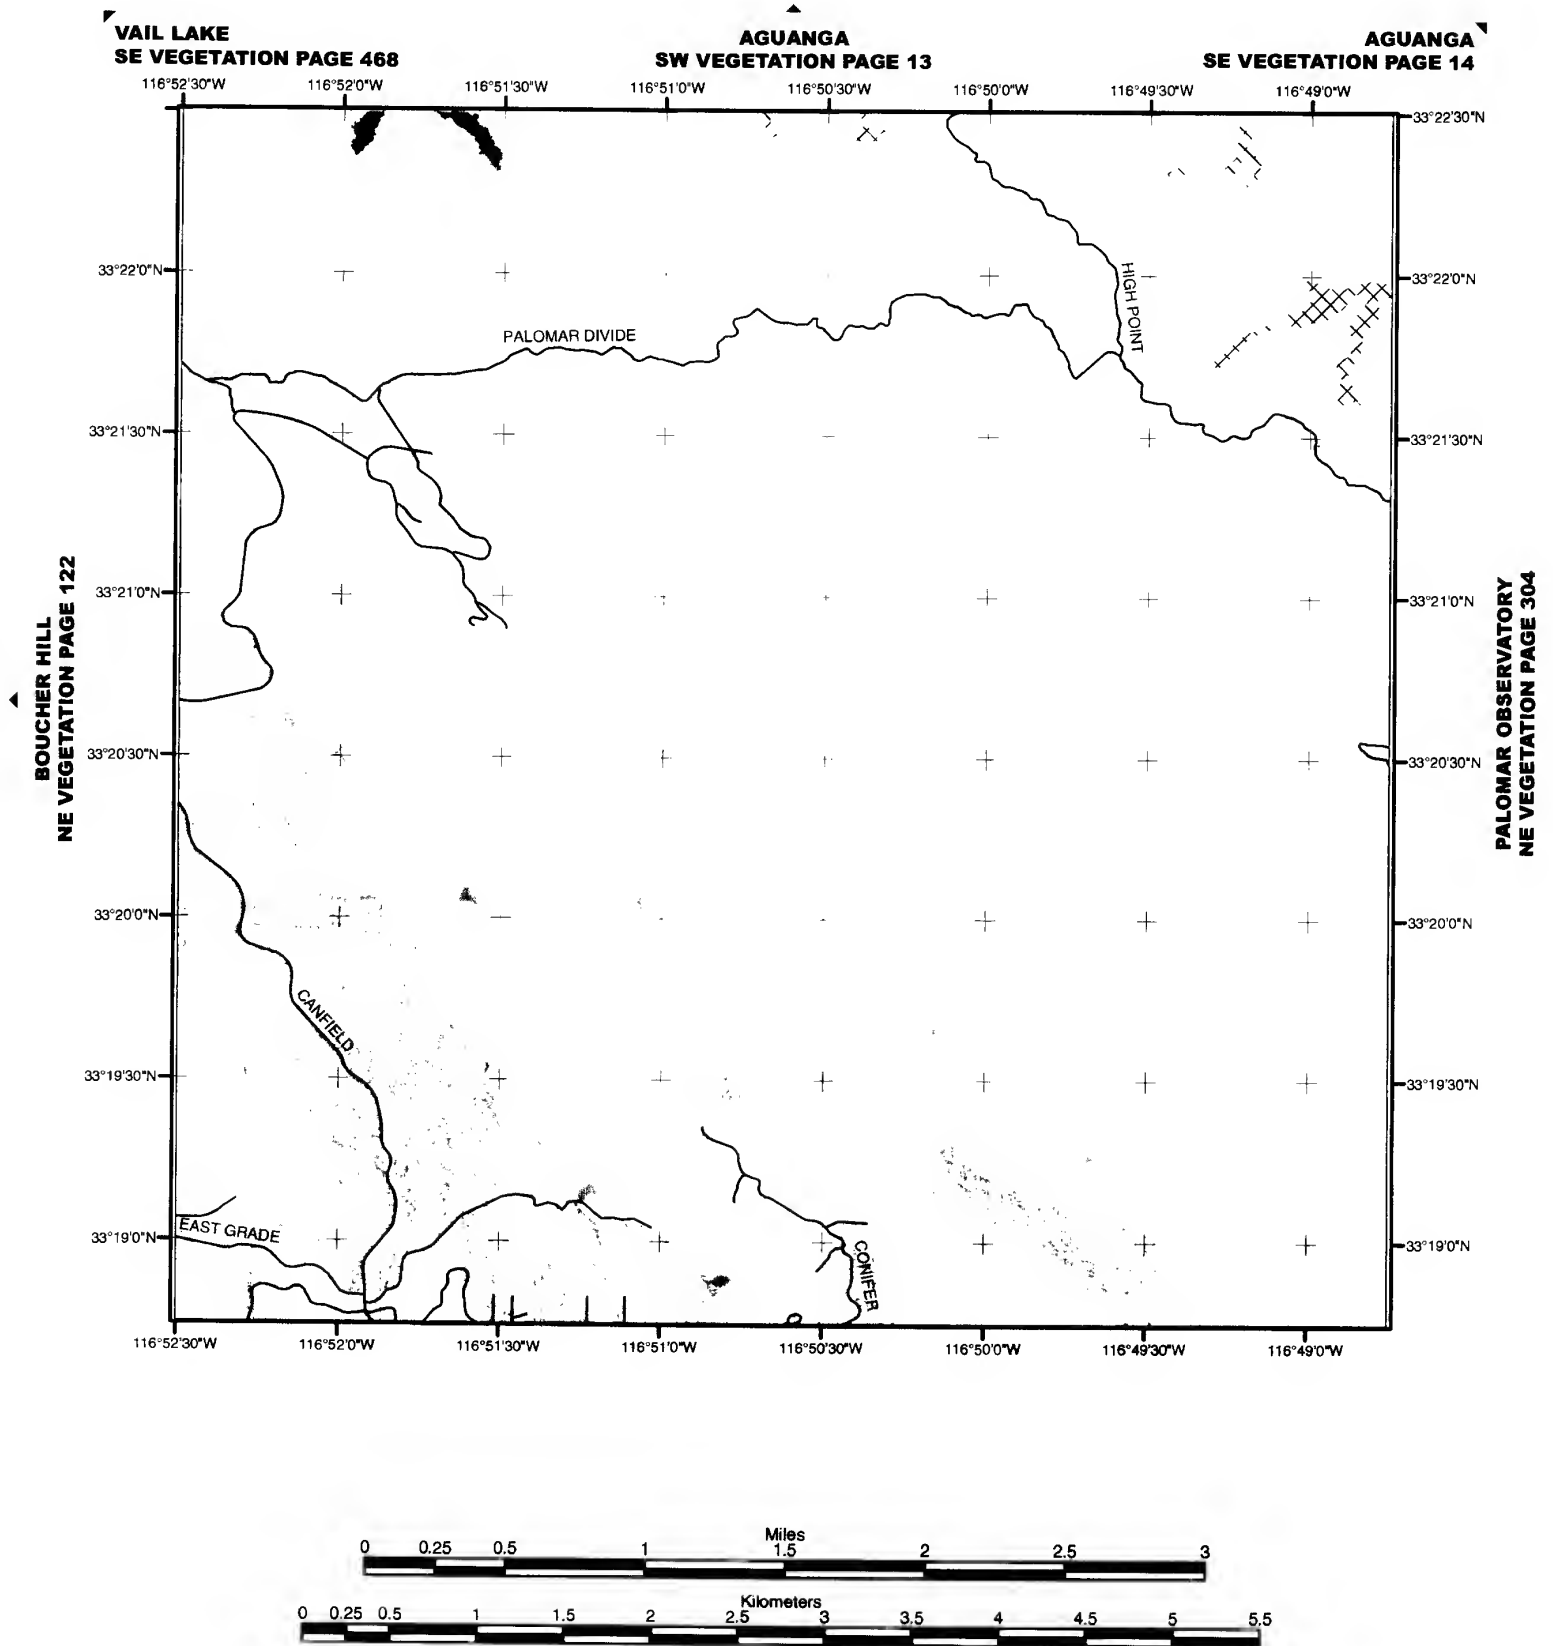 VAIL LAKE
SE VEGETATION PAGE 468
AGUANGA
SW VEGETATION PAGE 13
AGUANGA
SE VEGETATION PAGE 14
116°52'30"W 116°52'0"W 116°51'30"W 116°51'0"W 116°50'30"W 116°50'0"W 116°49'30"W 116°49'0"W
33°22'30"N
33°22'0"N 33°22'0"N
HIGH POINT
PALOMAR DIVIDE
33°21'30"N 33°21'30"N
33°21'0"N 33°21'0"N
BOUCHER HILL
NE VEGETATION PAGE 122
PALOMAR OBSERVATORY
NE VEGETATION PAGE 304
33°20'30"N 33°20'30"N
33°20'0"N 33°20'0"N
CANFIELD
33°19'30"N 33°19'30"N
EAST GRADE
33°19'0"N 33°19'0"N
CONIFER
116°52'30"W 116°52'0"W 116°51'30"W 116°51'0"W 116°50'30"W 116°50'0"W 116°49'30"W 116°49'0"W
Miles
0 0.25 0.5 1 1.5 2 2.5 3
Kilometers
0 0.25 0.5 1 1.5 2 2.5 3 3.5 4 4.5 5 5.5